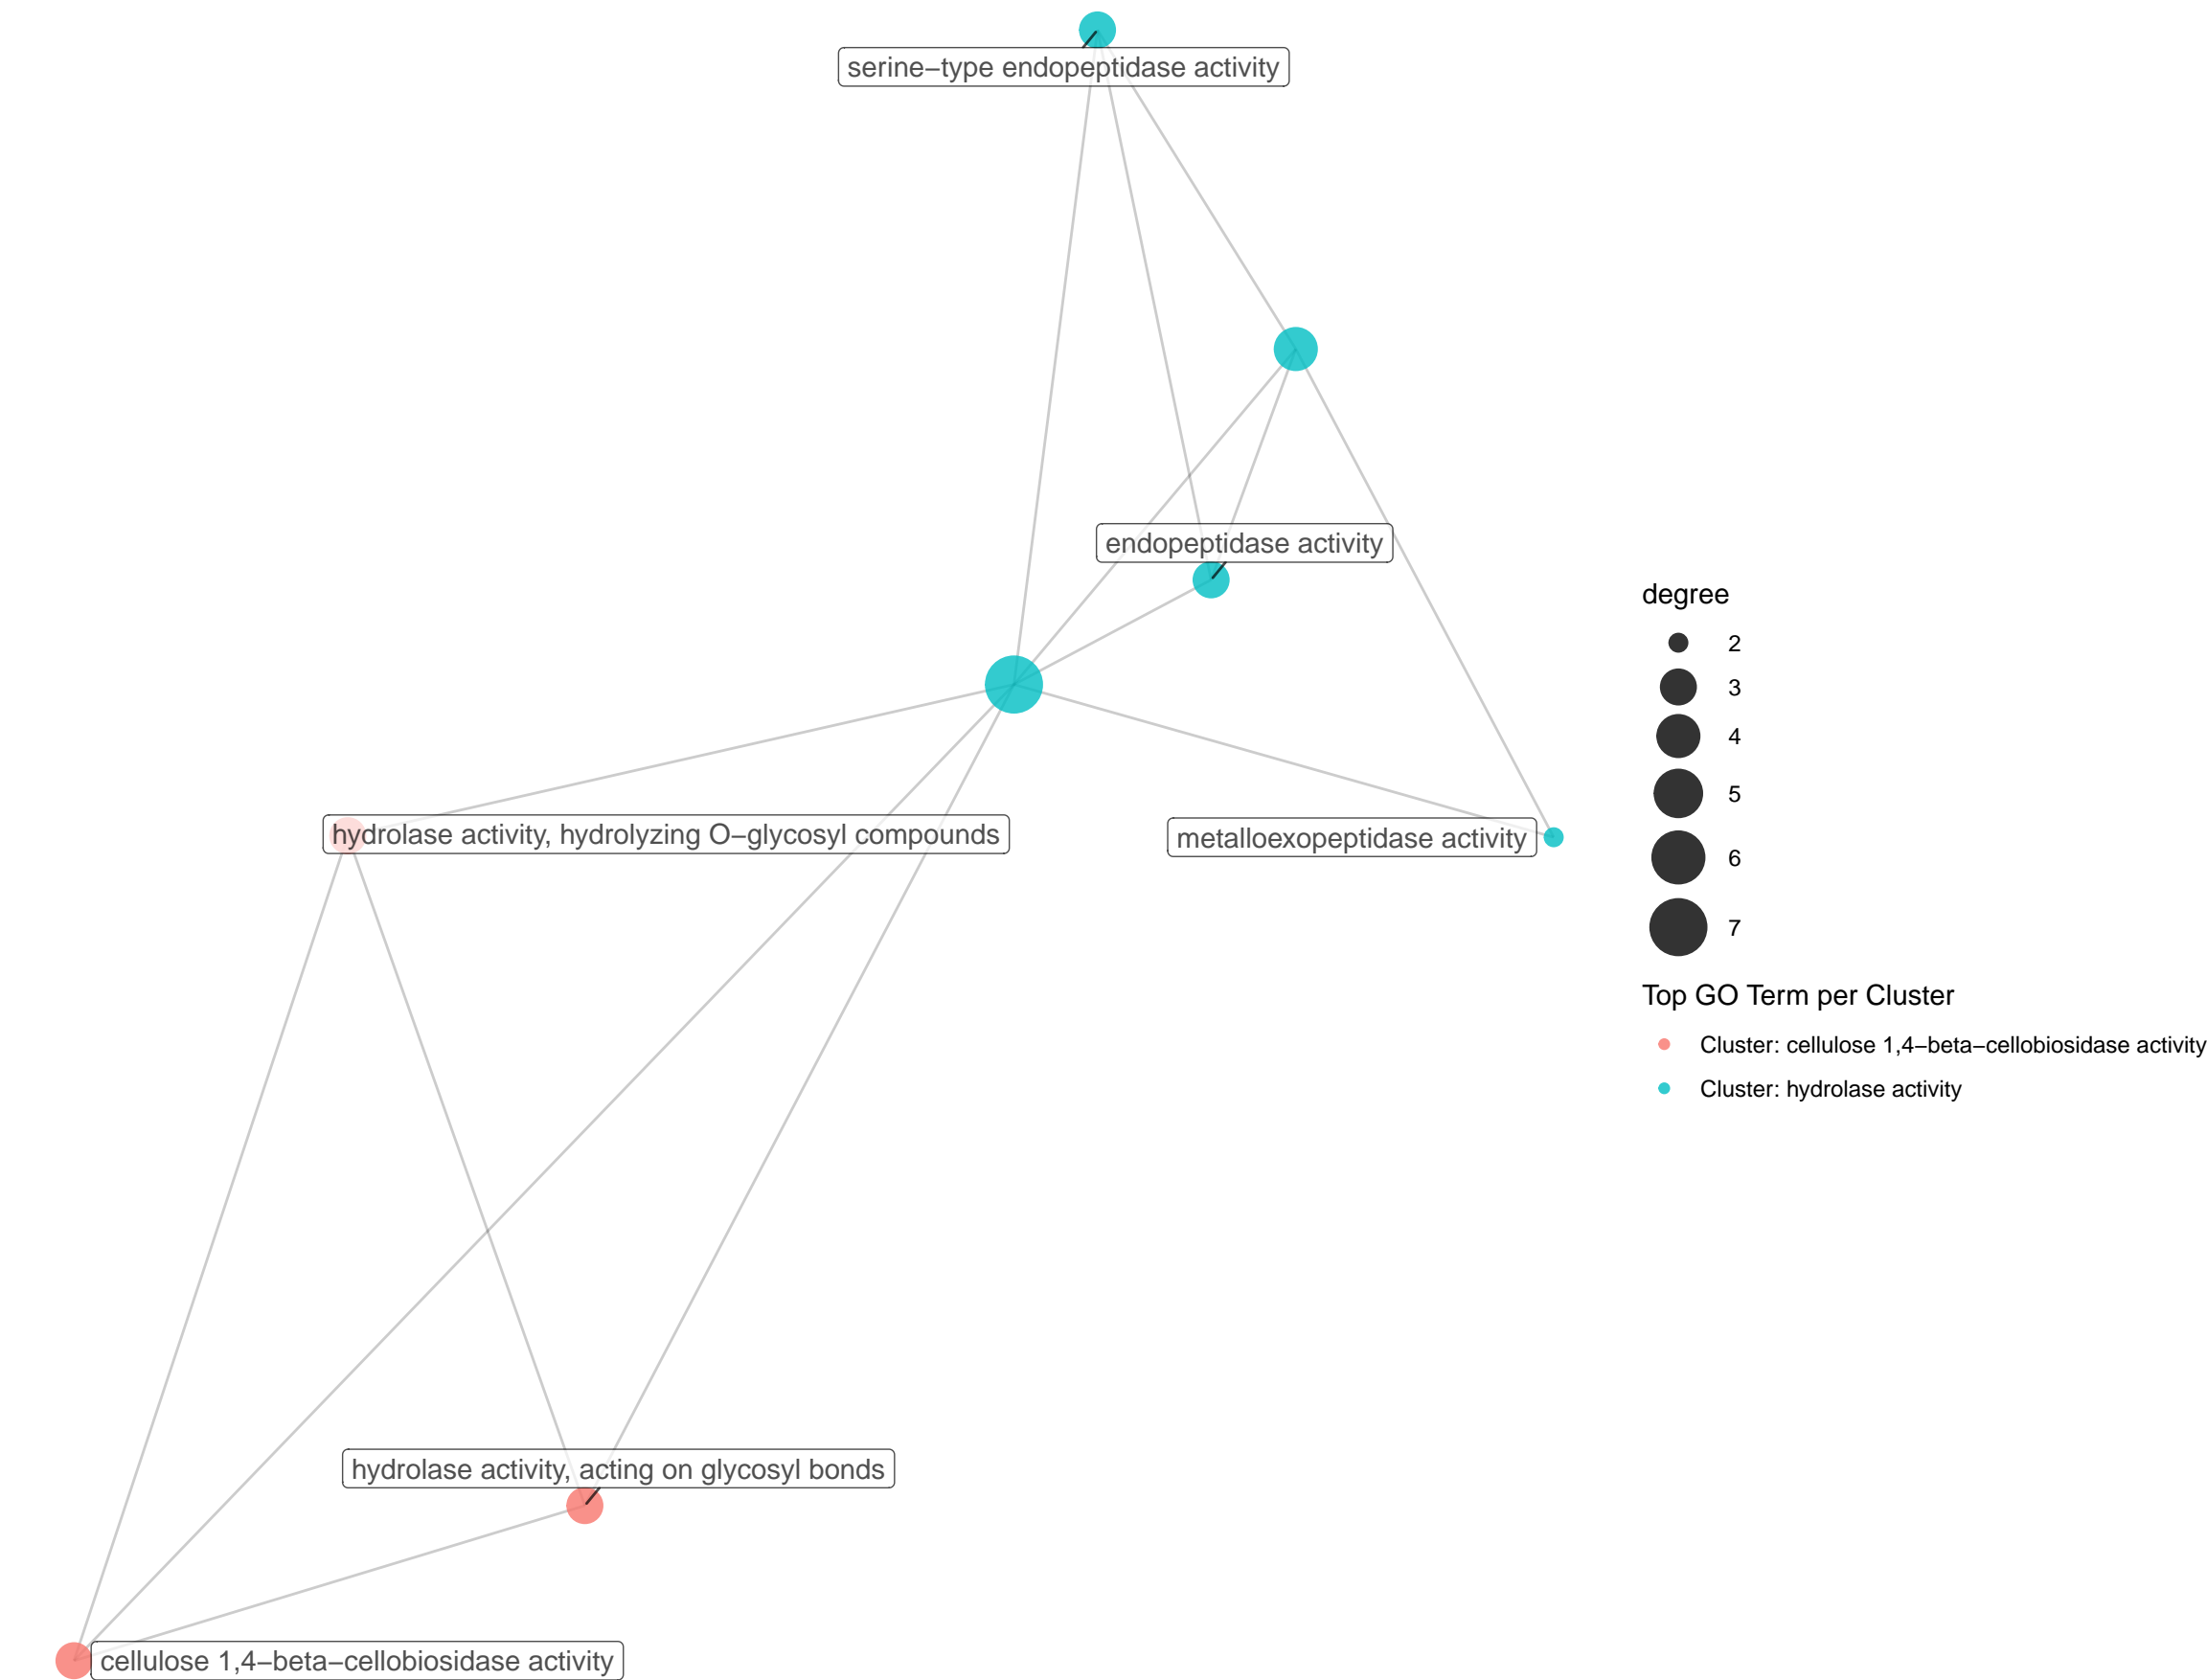 serine−type endopeptidase activity
endopeptidase activity
hydrolase activity, hydrolyzing O−glycosyl compounds
metalloexopeptidase activity
hydrolase activity, acting on glycosyl bonds
cellulose 1,4−beta−cellobiosidase activity
degree
2
3
4
5
6
7
Top GO Term per Cluster
Cluster: cellulose 1,4−beta−cellobiosidase activity
Cluster: hydrolase activity